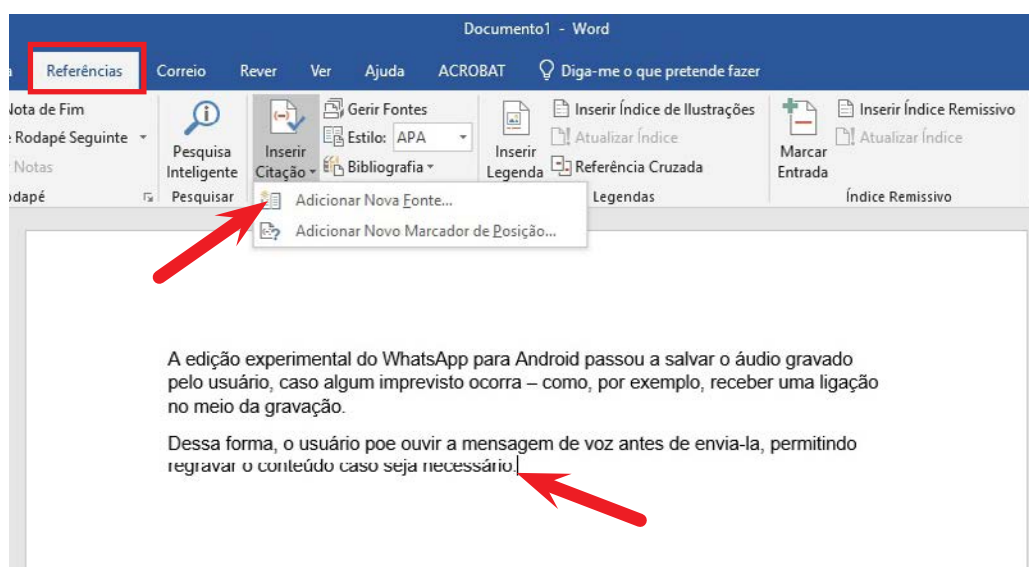 Documento1 - Word
Referências Correio Rever Ver Ajuda ACROBAT Diga-me o que pretende fazer
Nota de Fim
Rodapé Seguinte
Notas
Pesquisa
Inteligente
Pesquisar
Inserir
Citação
Gerir Fontes
Estilo: APA
Bibliografia
Inserir
Legenda
Inserir Índice de Ilustrações
Atualizar Índice
Referência Cruzada
Legendas
Marcar
Entrada
Inserir Índice Remissivo
Atualizar Índice
Índice Remissivo
Adicionar Nova Fonte...
Adicionar Novo Marcador de Posição...
A edição experimental do WhatsApp para Android passou a salvar o áudio gravado
pelo usuário, caso algum imprevisto ocorra – como, por exemplo, receber uma ligação
no meio da gravação.
Dessa forma, o usuário poe ouvir a mensagem de voz antes de envia-la, permitindo
regravar o conteúdo caso seja necessário.